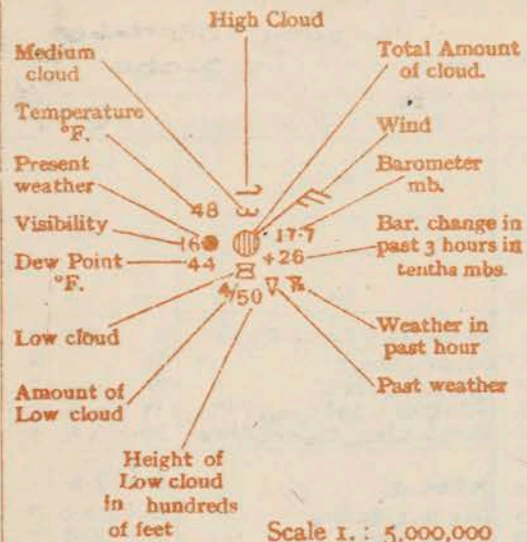 High Cloud
Medium
cloud
Total Amount
of cloud.
Temperature
°F.
Wind
Present
weather
Barometer
mb.
48
Visibility
16
17.7
Bar. change in
past 3 hours in
tenths mbs.
Dew Point
°F.
44
+26
4/50
Low cloud
Weather in
past hour
Amount of
Low cloud
Past weather
Height of
Low cloud
in hundreds
of feet
Scale 1. : 5,000,000